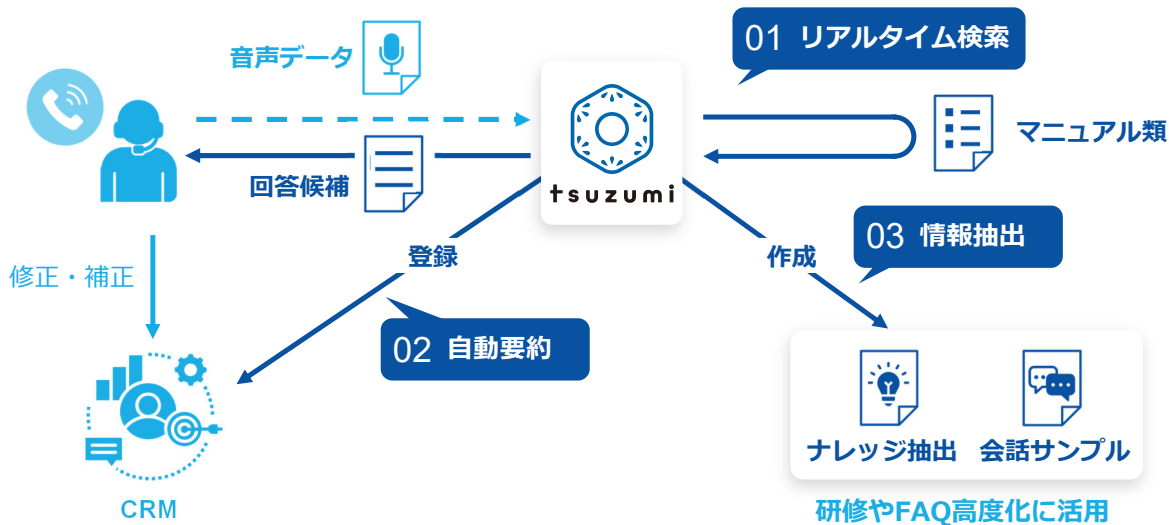 音声データ
01 リアルタイム検索
tsuzumi
マニュアル類
回答候補
03 情報抽出
登録
作成
修正・補正
02 自動要約
ナレッジ抽出
会話サンプル
CRM
研修やFAQ高度化に活用